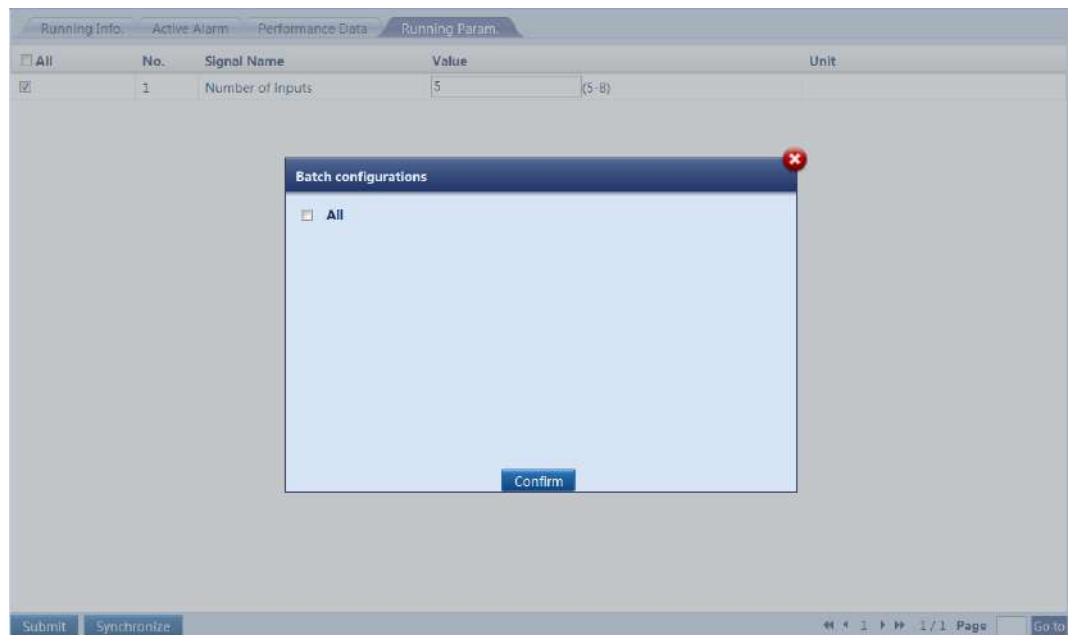 Running Info. Active Alarm Performance Data Running Param.
All No. Signal Name Value Unit
1 Number of Inputs 5 (5-8)
Batch configurations
All
Confirm
Submit Synchronize 1 1/1 Page Go to